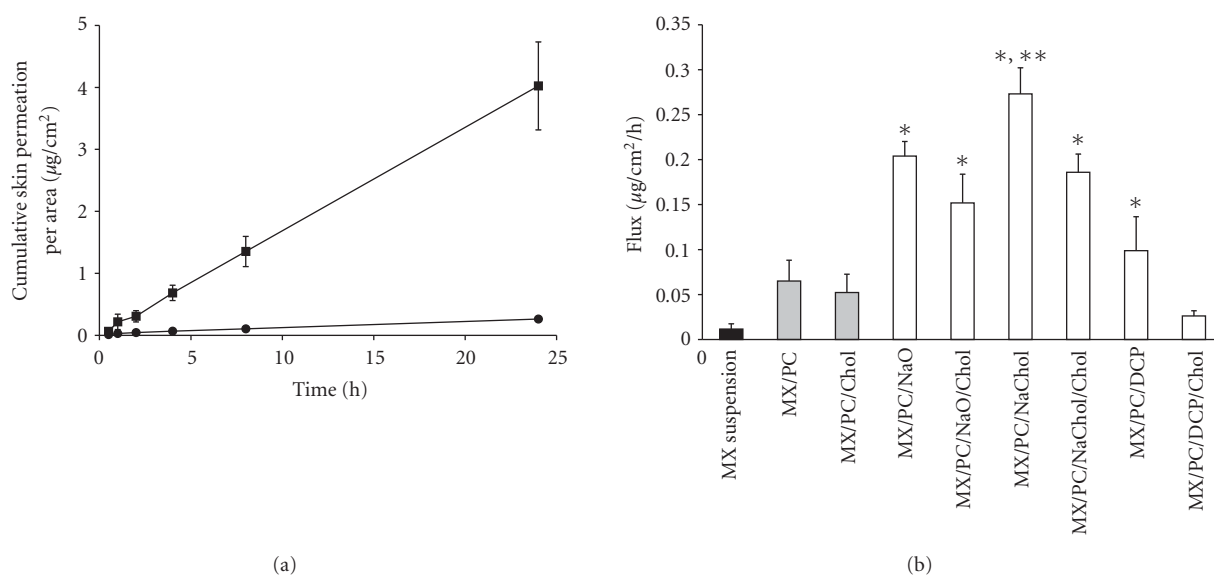 5
4
3
2
1
0
Cumulative skin permeation
per area (μg/cm²)
0 5 10 15 20 25
Time (h)
(a)
0.35
0.3
0.25
0.2
0.15
0.1
0.05
0
Flux (μg/cm²/h)
*
*
*, **
*
*
0
MX suspension
MX/PC
MX/PC/Chol
MX/PC/NaO
MX/PC/NaO/Chol
MX/PC/NaChol
MX/PC/NaChol/Chol
MX/PC/DCP
MX/PC/DCP/Chol
(b)